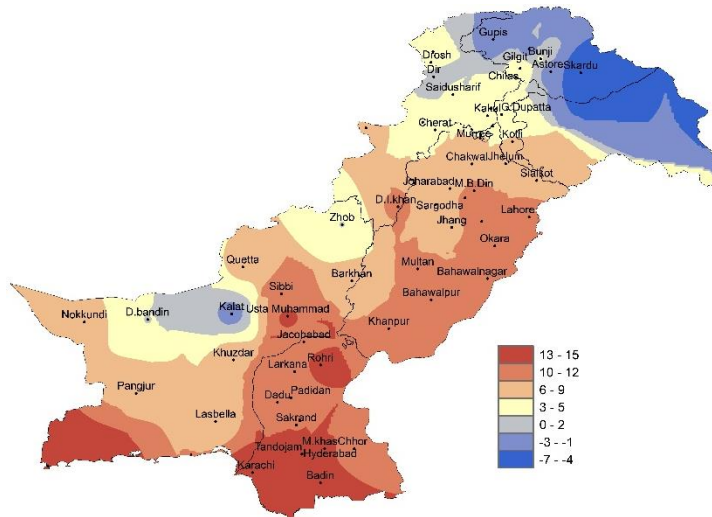 Gupis
Drosh
Bunji
Gilgit
Dir
Astore
Skardu
Chilas
Saidusharif
Kakul
G.Dupatta
Cherat
Murree
Kotli
Chakwal
Jhelum
Sialkot
Joharabad
M.B.Din
D.I.khan
Sargodha
Lahore
Zhob
Jhang
Okara
Quetta
Multan
Barkhan
Bahawalnagar
Sibbi
Bahawalpur
Nokkundi
D.bandin
Kalat
Usta Muhammad
Khanpur
Jacobabad
Khuzdar
Rohri
Larkana
Pangjur
Padidan
Dadu
Lasbella
Sakrand
M.khas
Chhor
Tandojam
Hyderabad
Karachi
Badin
13 - 15
10 - 12
6 - 9
3 - 5
0 - 2
-3 - -1
-7 - -4